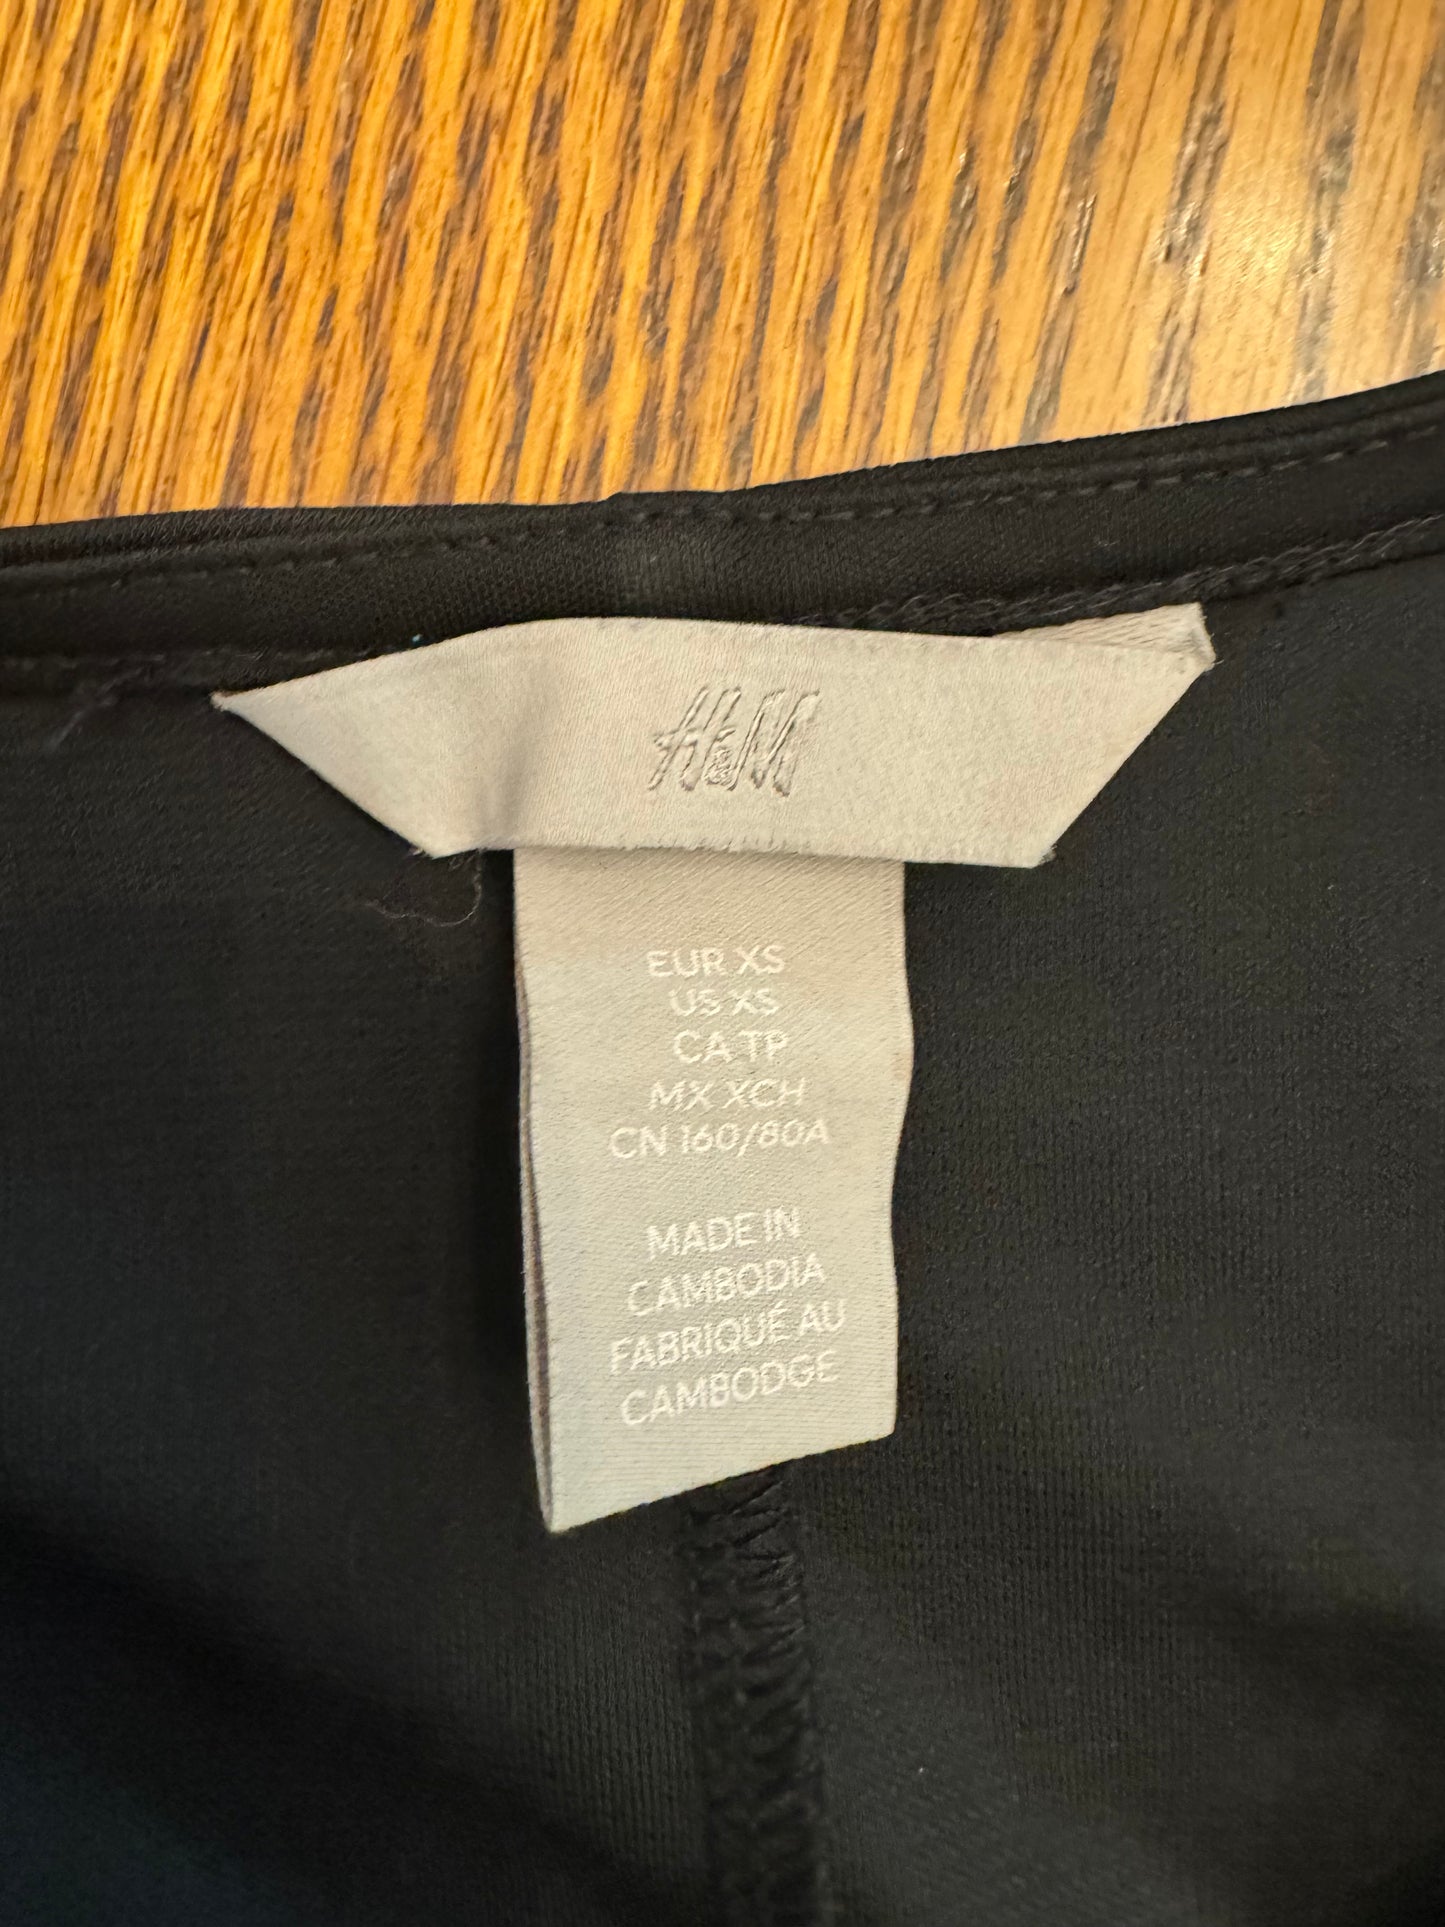 H&M
EUR XS
US XS
CA TP
MX XCH
CN 160/80A
MADE IN
CAMBODIA
FABRIQUÉ AU
CAMBODGE